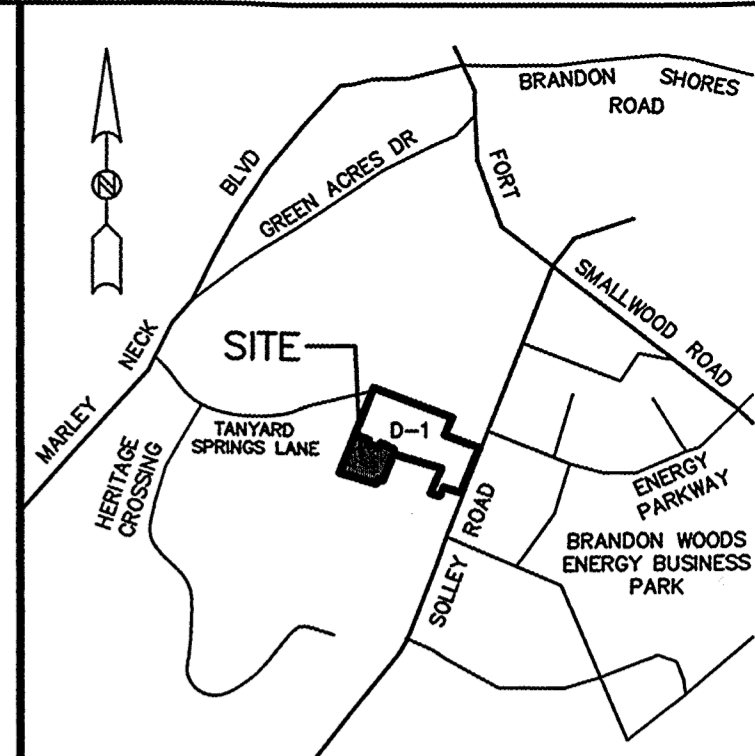 BRANDON SHORES
ROAD
BLVD
GREEN ACRES DR
FORT
N
SMALLWOOD ROAD
NECK
SITE
MARLEY
TANYARD
SPRINGS LANE
D-1
HERITAGE
CROSSING
ENERGY
PARKWAY
ROAD
BRANDON WOODS
ENERGY BUSINESS
PARK
SOLLEY